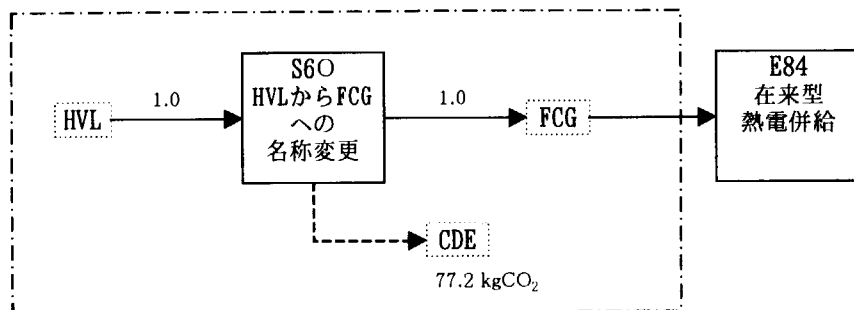 HVL
1.0
S6O
HVLからFCG
への
名称変更
1.0
FCG
E84
在来型
熱電併給
CDE
77.2 kgCO₂